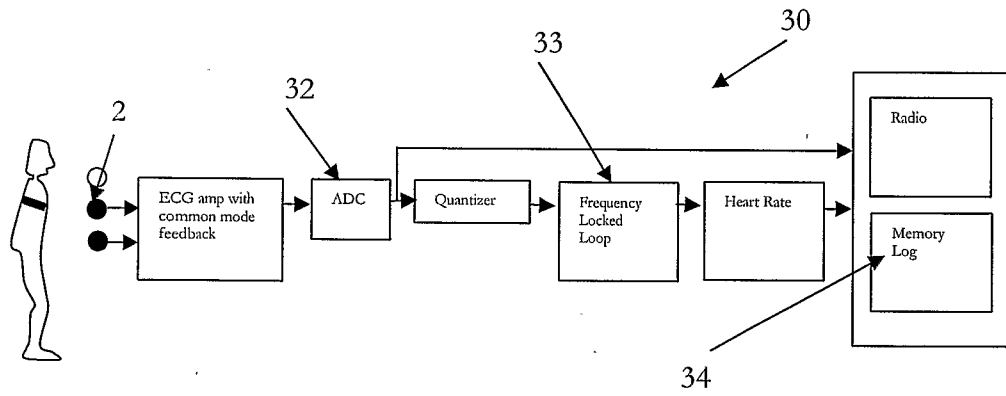 30
33
32
2
Radio
ECG amp with
common mode
feedback
ADC
Quantizer
Frequency
Locked
Loop
Heart Rate
Memory
Log
34